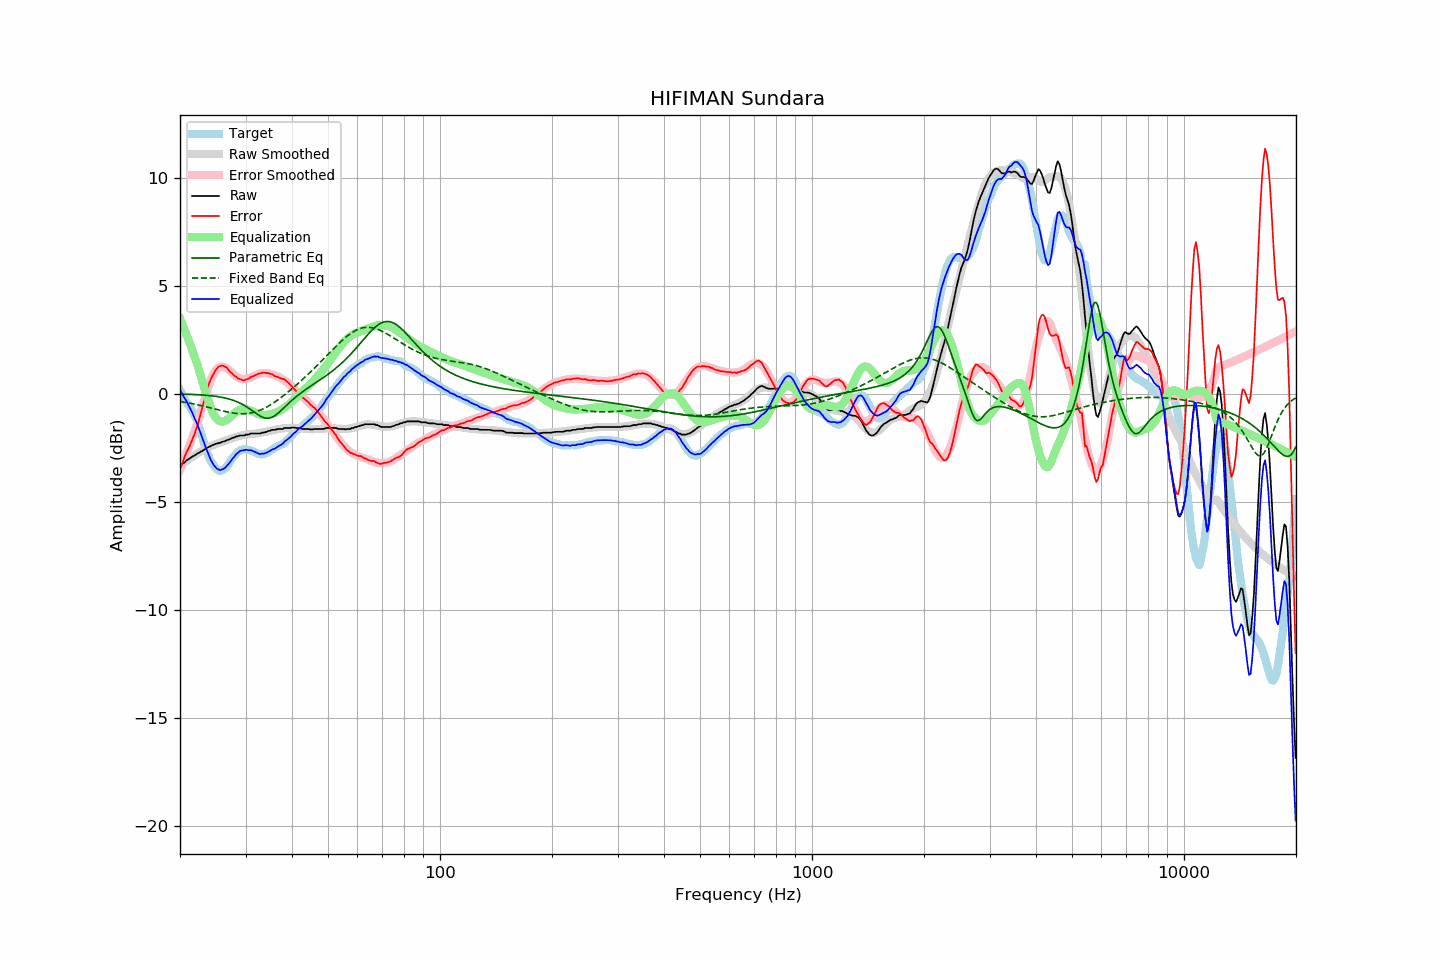 HIFIMAN Sundara
Target
Raw Smoothed
Error Smoothed
Raw
Error
Equalization
Parametric Eq
Fixed Band Eq
Equalized
10
5
0
−5
−10
−15
−20
Amplitude (dBr)
100
1000
10000
Frequency (Hz)